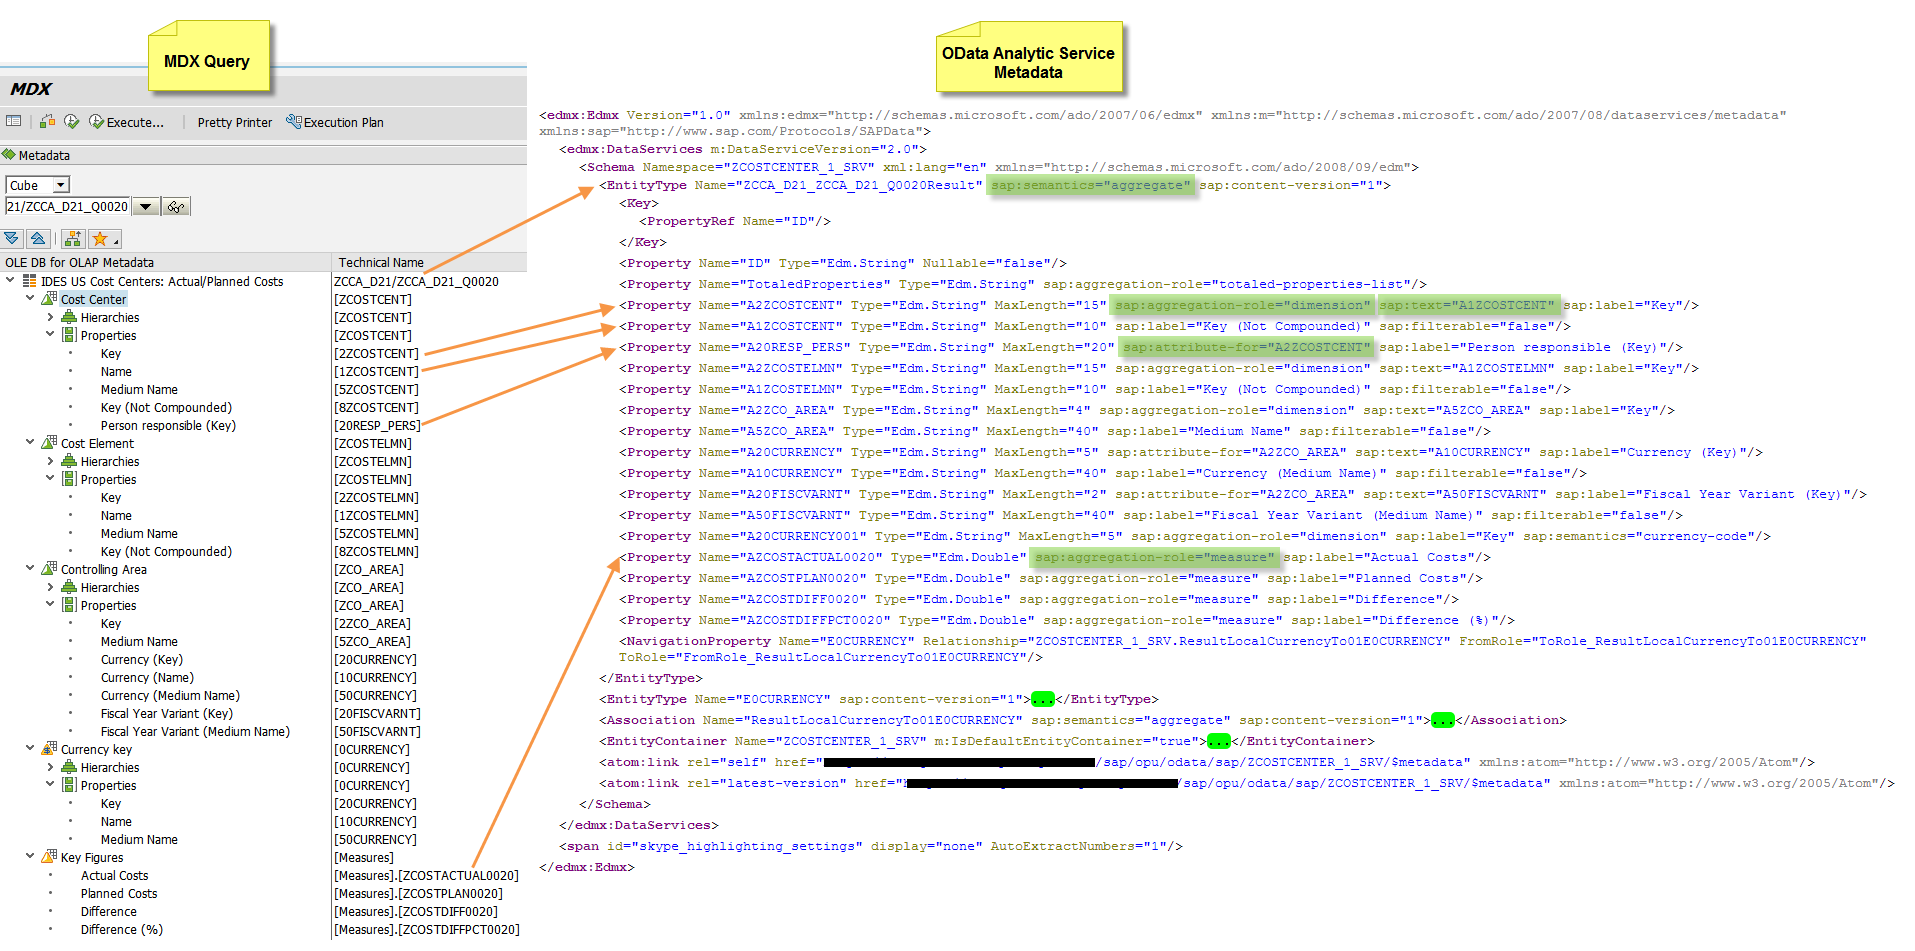 MDX Query
OData Analytic Service
Metadata
MDX
Execute...
Pretty Printer
Execution Plan
Metadata
Cube
21/ZCCA_D21_Q0020
OLE DB for OLAP Metadata Technical Name
IDES US Cost Centers: Actual/Planned Costs ZCCA_D21/ZCCA_D21_Q0020
Cost Center [ZCOSTCENT]
Hierarchies [ZCOSTCENT]
Properties [ZCOSTCENT]
Key [2ZCOSTCENT]
Name [1ZCOSTCENT]
Medium Name [5ZCOSTCENT]
Key (Not Compounded) [8ZCOSTCENT]
Person responsible (Key) [20RESP_PERS]
Cost Element [ZCOSTELMN]
Hierarchies [ZCOSTELMN]
Properties [ZCOSTELMN]
Key [2ZCOSTELMN]
Name [1ZCOSTELMN]
Medium Name [5ZCOSTELMN]
Key (Not Compounded) [8ZCOSTELMN]
Controlling Area [ZCO_AREA]
Hierarchies [ZCO_AREA]
Properties [ZCO_AREA]
Key [2ZCO_AREA]
Medium Name [5ZCO_AREA]
Currency (Key) [20CURRENCY]
Currency (Name) [10CURRENCY]
Currency (Medium Name) [50CURRENCY]
Fiscal Year Variant (Key) [20FISCVARNT]
Fiscal Year Variant (Medium Name) [50FISCVARNT]
Currency key [0CURRENCY]
Hierarchies [0CURRENCY]
Properties [0CURRENCY]
Key [20CURRENCY]
Name [10CURRENCY]
Medium Name [50CURRENCY]
Key Figures [Measures]
Actual Costs [Measures].[ZCOSTACTUAL0020]
Planned Costs [Measures].[ZCOSTPLAN0020]
Difference [Measures].[ZCOSTDIFF0020]
Difference (%) [Measures].[ZCOSTDIFFPCT0020]
<edmx:Edmx Version="1.0" xmlns:edmx="http://schemas.microsoft.com/ado/2007/06/edmx" xmlns:m="http://schemas.microsoft.com/ado/2007/08/dataservices/metadata"
xmlns:sap="http://www.sap.com/Protocols/SAPData">
<edmx:DataServices m:DataServiceVersion="2.0">
<Schema Namespace="ZCOSTCENTER_1_SRV" xml:lang="en" xmlns="http://schemas.microsoft.com/ado/2008/09/edm">
<EntityType Name="ZCCA_D21_ZCCA_D21_Q0020Result" sap:semantics="aggregate" sap:content-version="1">
<Key>
<PropertyRef Name="ID"/>
</Key>
<Property Name="ID" Type="Edm.String" Nullable="false"/>
<Property Name="TotaledProperties" Type="Edm.String" sap:aggregation-role="totaled-properties-list"/>
<Property Name="A2ZCOSTCENT" Type="Edm.String" MaxLength="15" sap:aggregation-role="dimension" sap:text="A1ZCOSTCENT" sap:label="Key"/>
<Property Name="A1ZCOSTCENT" Type="Edm.String" MaxLength="10" sap:label="Key (Not Compounded)" sap:filterable="false"/>
<Property Name="A20RESP_PERS" Type="Edm.String" MaxLength="20" sap:attribute-for="A2ZCOSTCENT" sap:label="Person responsible (Key)"/>
<Property Name="A2ZCOSTELMN" Type="Edm.String" MaxLength="15" sap:aggregation-role="dimension" sap:text="A1ZCOSTELMN" sap:label="Key"/>
<Property Name="A1ZCOSTELMN" Type="Edm.String" MaxLength="10" sap:label="Key (Not Compounded)" sap:filterable="false"/>
<Property Name="A2ZCO_AREA" Type="Edm.String" MaxLength="4" sap:aggregation-role="dimension" sap:text="A5ZCO_AREA" sap:label="Key"/>
<Property Name="A5ZCO_AREA" Type="Edm.String" MaxLength="40" sap:label="Medium Name" sap:filterable="false"/>
<Property Name="A20CURRENCY" Type="Edm.String" MaxLength="5" sap:attribute-for="A2ZCO_AREA" sap:text="A10CURRENCY" sap:label="Currency (Key)"/>
<Property Name="A10CURRENCY" Type="Edm.String" MaxLength="40" sap:label="Currency (Medium Name)" sap:filterable="false"/>
<Property Name="A20FISCVARNT" Type="Edm.String" MaxLength="2" sap:attribute-for="A2ZCO_AREA" sap:text="A50FISCVARNT" sap:label="Fiscal Year Variant (Key)"/>
<Property Name="A50FISCVARNT" Type="Edm.String" MaxLength="40" sap:label="Fiscal Year Variant (Medium Name)" sap:filterable="false"/>
<Property Name="A20CURRENCY001" Type="Edm.String" MaxLength="5" sap:aggregation-role="dimension" sap:label="Key" sap:semantics="currency-code"/>
<Property Name="AZCOSTACTUAL0020" Type="Edm.Double" sap:aggregation-role="measure" sap:label="Actual Costs"/>
<Property Name="AZCOSTPLAN0020" Type="Edm.Double" sap:aggregation-role="measure" sap:label="Planned Costs"/>
<Property Name="AZCOSTDIFF0020" Type="Edm.Double" sap:aggregation-role="measure" sap:label="Difference"/>
<Property Name="AZCOSTDIFFPCT0020" Type="Edm.Double" sap:aggregation-role="measure" sap:label="Difference (%)"/>
<NavigationProperty Name="E0CURRENCY" Relationship="ZCOSTCENTER_1_SRV.ResultLocalCurrencyTo01E0CURRENCY" FromRole="ToRole_ResultLocalCurrencyTo01E0CURRENCY"
ToRole="FromRole_ResultLocalCurrencyTo01E0CURRENCY"/>
</EntityType>
<EntityType Name="E0CURRENCY" sap:content-version="1">...</EntityType>
<Association Name="ResultLocalCurrencyTo01E0CURRENCY" sap:semantics="aggregate" sap:content-version="1">...</Association>
<EntityContainer Name="ZCOSTCENTER_1_SRV" m:IsDefaultEntityContainer="true">...</EntityContainer>
<atom:link rel="self" href=" /sap/opu/odata/sap/ZCOSTCENTER_1_SRV/$metadata" xmlns:atom="http://www.w3.org/2005/Atom"/>
<atom:link rel="latest-version" href=" /sap/opu/odata/sap/ZCOSTCENTER_1_SRV/$metadata" xmlns:atom="http://www.w3.org/2005/Atom"/>
</Schema>
</edmx:DataServices>
<span id="skype_highlighting_settings" display="none" AutoExtractNumbers="1"/>
</edmx:Edmx>